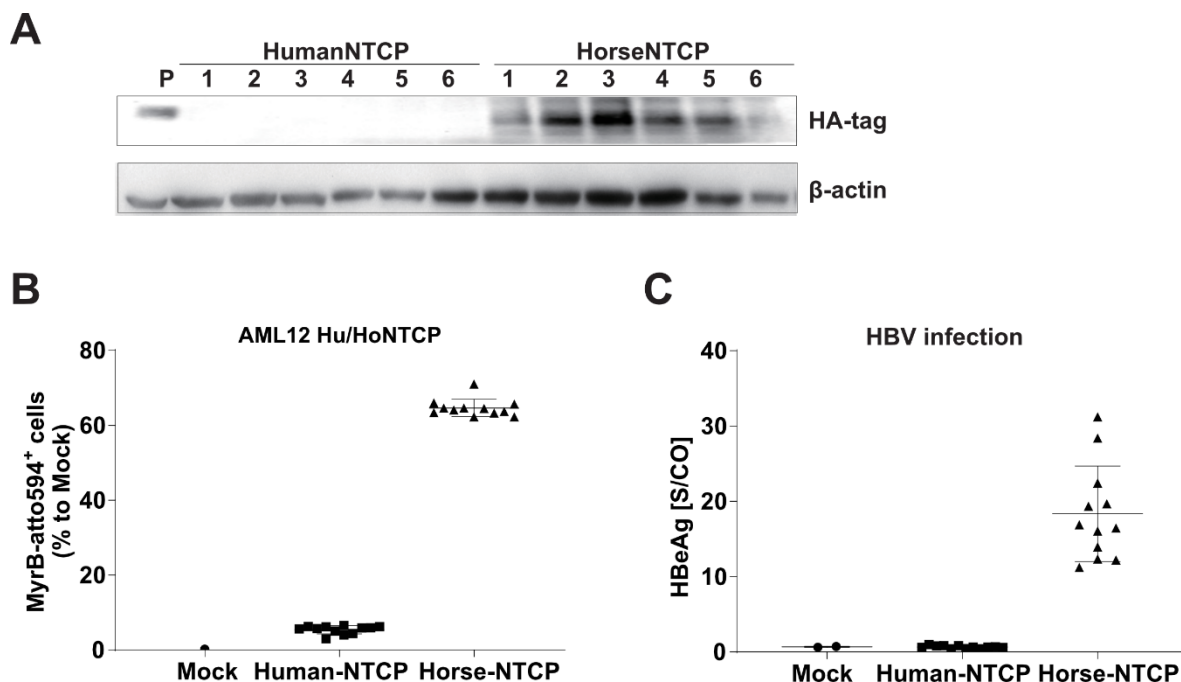 A
HumanNTCP HorseNTCP
P 1 2 3 4 5 6 1 2 3 4 5 6
HA-tag
β-actin
B
AML12 Hu/HoNTCP
MyrB-atto594+ cells
(% to Mock)
80
60
40
20
0
Mock Human-NTCP Horse-NTCP
C
HBV infection
HBeAg [S/CO]
40
30
20
10
0
Mock Human-NTCP Horse-NTCP